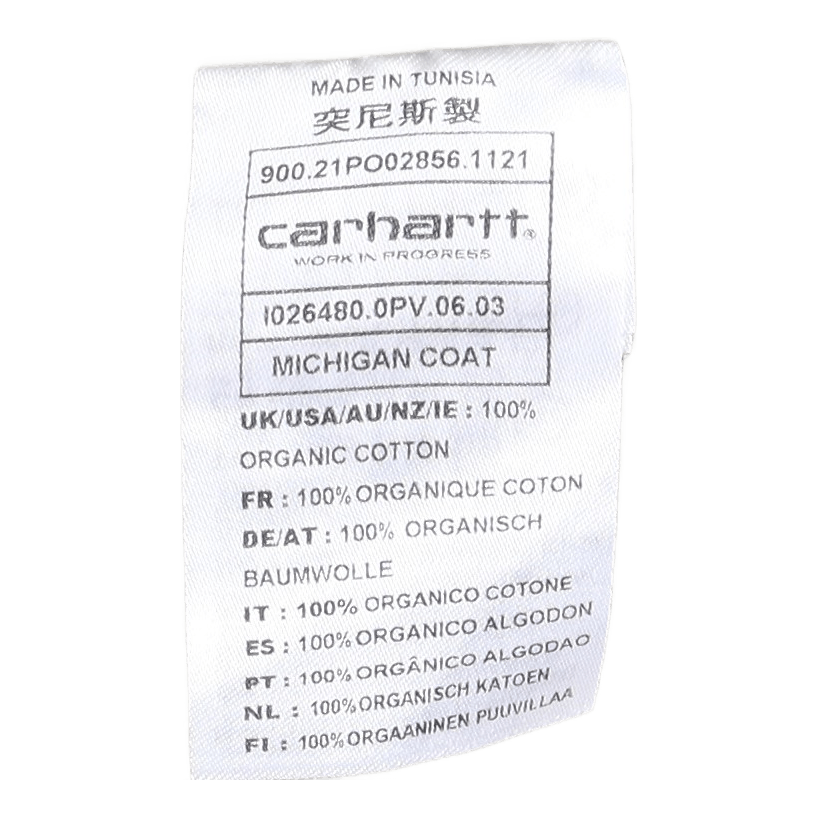 MADE IN TUNISIA
突尼斯製
900.21PO02856.1121
carhartt®
WORK IN PROGRESS
I026480.0PV.06.03
MICHIGAN COAT
UK/USA/AU/NZ/IE : 100%
ORGANIC COTTON
FR : 100% ORGANIQUE COTON
DE/AT : 100% ORGANISCH
BAUMWOLLE
IT : 100% ORGANICO COTONE
ES : 100% ORGANICO ALGODON
PT : 100% ORGÂNICO ALGODAO
NL : 100% ORGANISCH KATOEN
FI : 100% ORGAANINEN PUUVILLAA